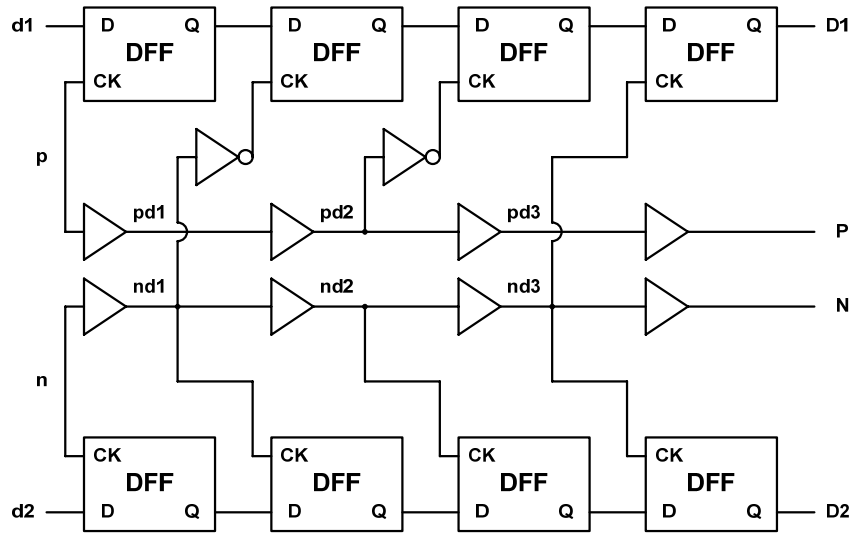 d1 D Q D Q D Q D Q D1
DFF DFF DFF DFF
CK CK CK CK
p
pd1 pd2 pd3
P
nd1 nd2 nd3
N
n
CK CK CK CK
DFF DFF DFF DFF
d2 D Q D Q D Q D Q D2